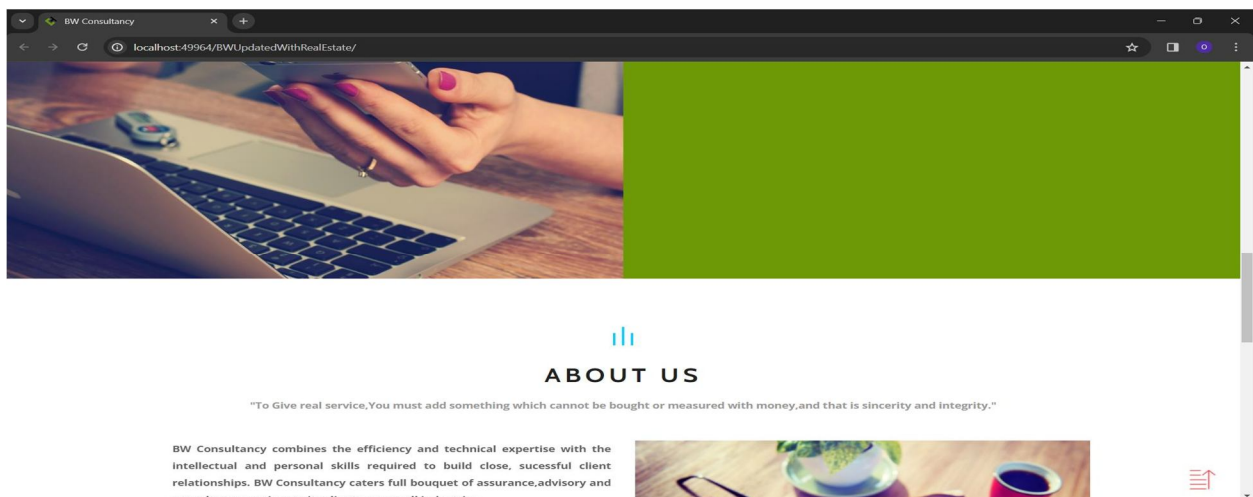 BW Consultancy
localhost:49964/BWUpdatedWithRealEstate/
O
ABOUT US
"To Give real service,You must add something which cannot be bought or measured with money,and that is sincerity and integrity."
BW Consultancy combines the efficiency and technical expertise with the
intellectual and personal skills required to build close, sucessful client
relationships. BW Consultancy caters full bouquet of assurance,advisory and